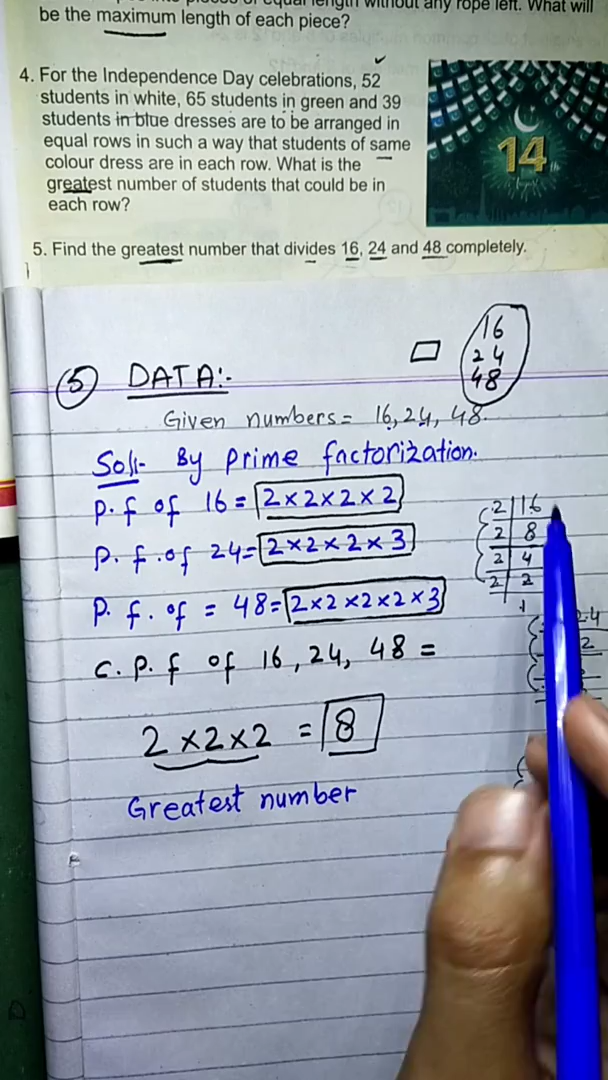 without any rope left. What will
be the maximum length of each piece?
4. For the Independence Day celebrations, 52
students in white, 65 students in green and 39
students in blue dresses are to be arranged in
equal rows in such a way that students of same
colour dress are in each row. What is the
greatest number of students that could be in
each row?
14
5. Find the greatest number that divides 16, 24 and 48 completely.
16
24
48
5 DATA:-
Given numbers= 16,24, 48.
Sol:- By prime factorization.
P.f of 16= 2×2×2×2
P.f.of 24= 2×2×2×3
P.f.of = 48= 2×2×2×2×3
C.P.f of 16,24, 48 =
2×2×2 = 8
Greatest number
2 16
2 8
2 4
2 2
1